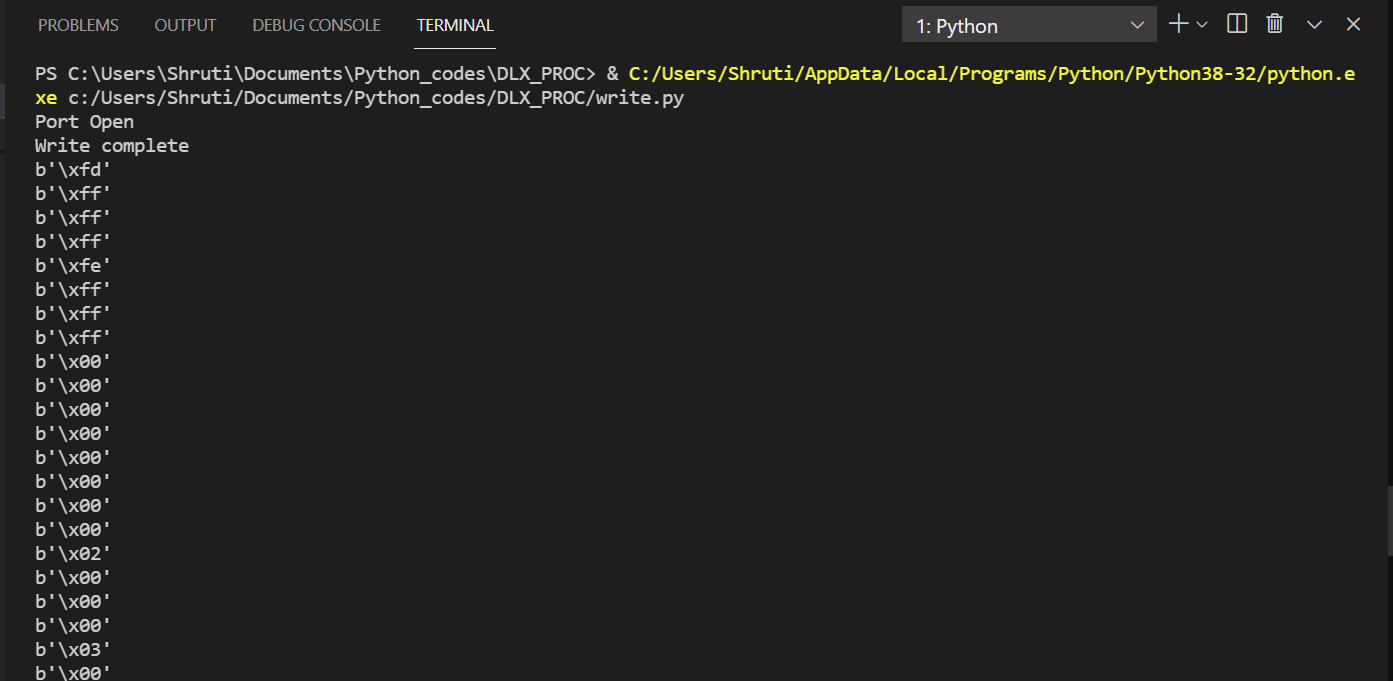 PROBLEMS OUTPUT DEBUG CONSOLE TERMINAL 1: Python
PS C:\Users\Shruti\Documents\Python_codes\DLX_PROC> & C:/Users/Shruti/AppData/Local/Programs/Python/Python38-32/python.e
xe c:/Users/Shruti/Documents/Python_codes/DLX_PROC/write.py
Port Open
Write complete
b'\xfd'
b'\xff'
b'\xff'
b'\xff'
b'\xfe'
b'\xff'
b'\xff'
b'\xff'
b'\x00'
b'\x00'
b'\x00'
b'\x00'
b'\x00'
b'\x00'
b'\x00'
b'\x00'
b'\x02'
b'\x00'
b'\x00'
b'\x00'
b'\x03'
b'\x00'